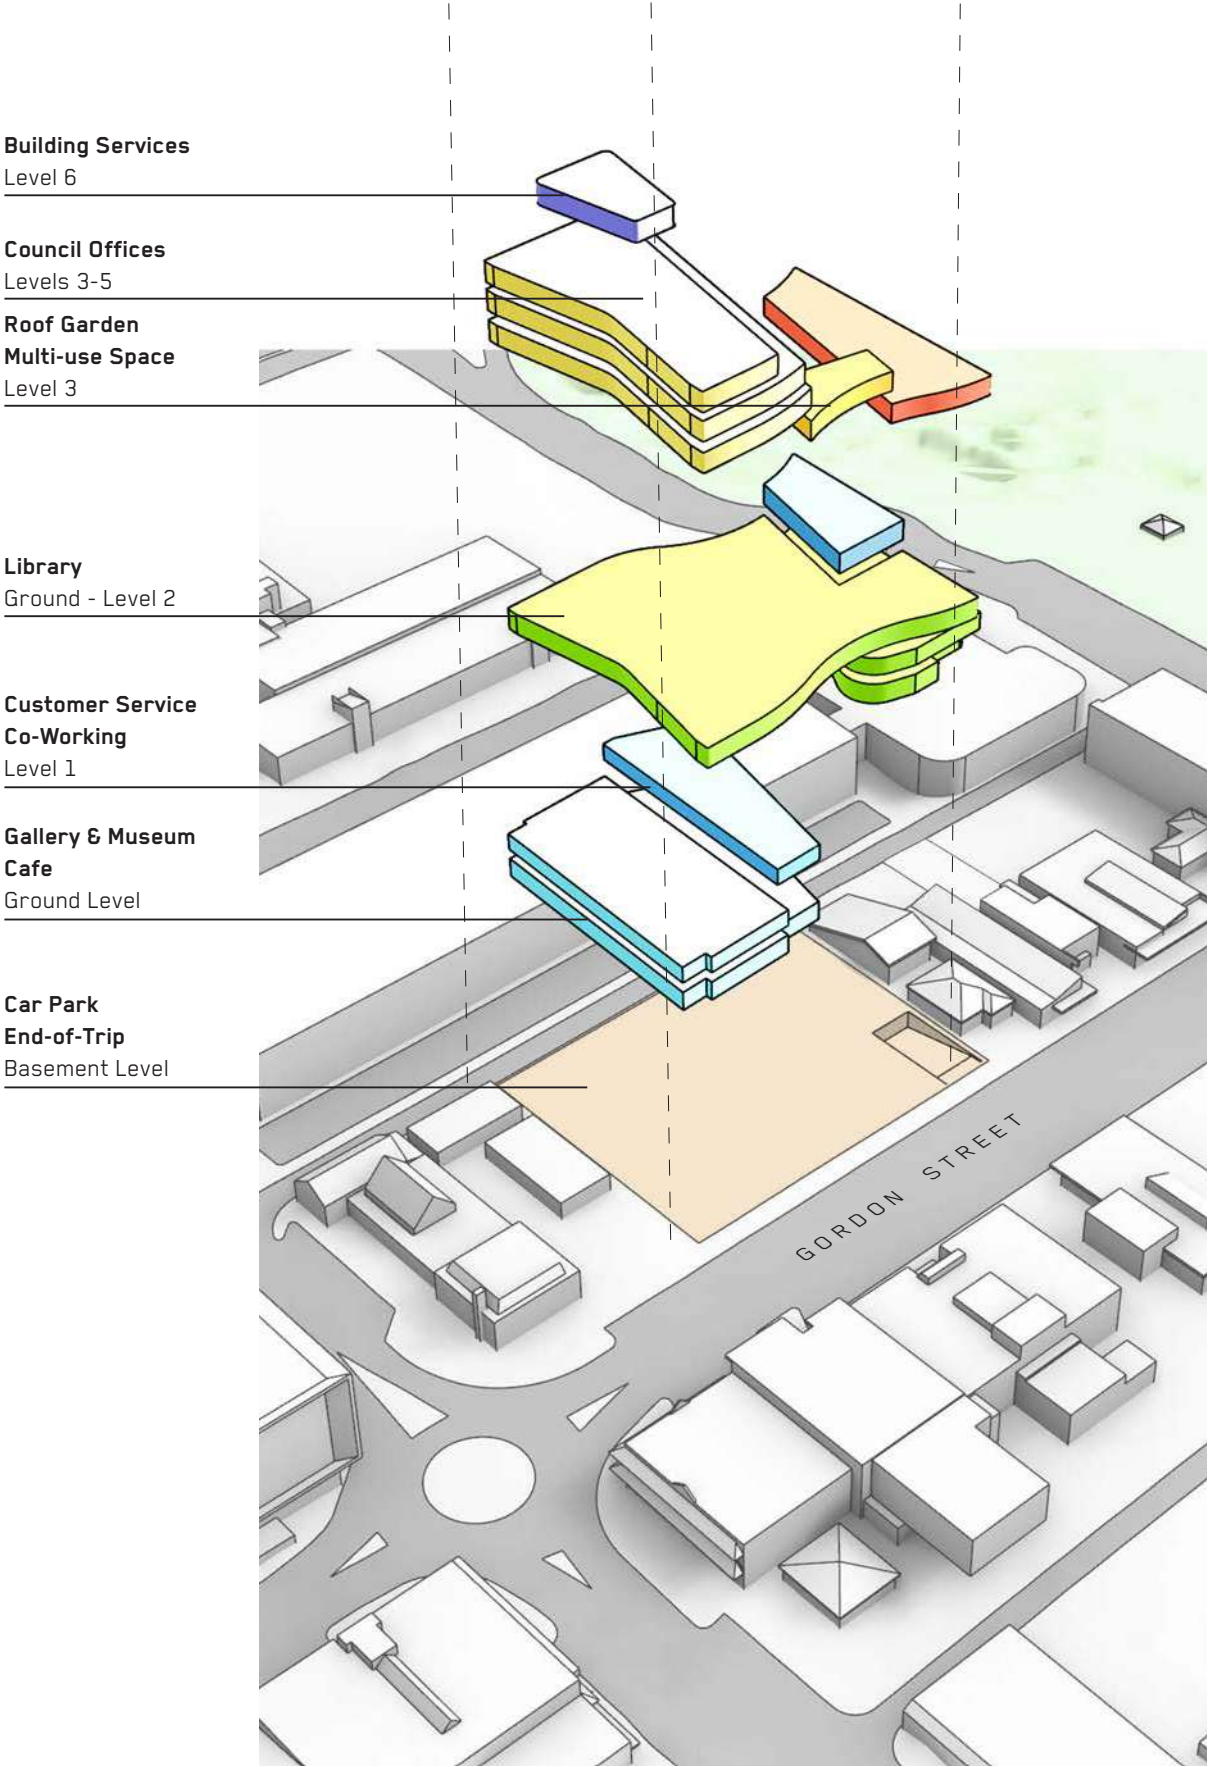 Building Services
Level 6
Council Offices
Levels 3-5
Roof Garden
Multi-use Space
Level 3
Library
Ground - Level 2
Customer Service
Co-Working
Level 1
Gallery & Museum
Cafe
Ground Level
Car Park
End-of-Trip
Basement Level
GORDON STREET